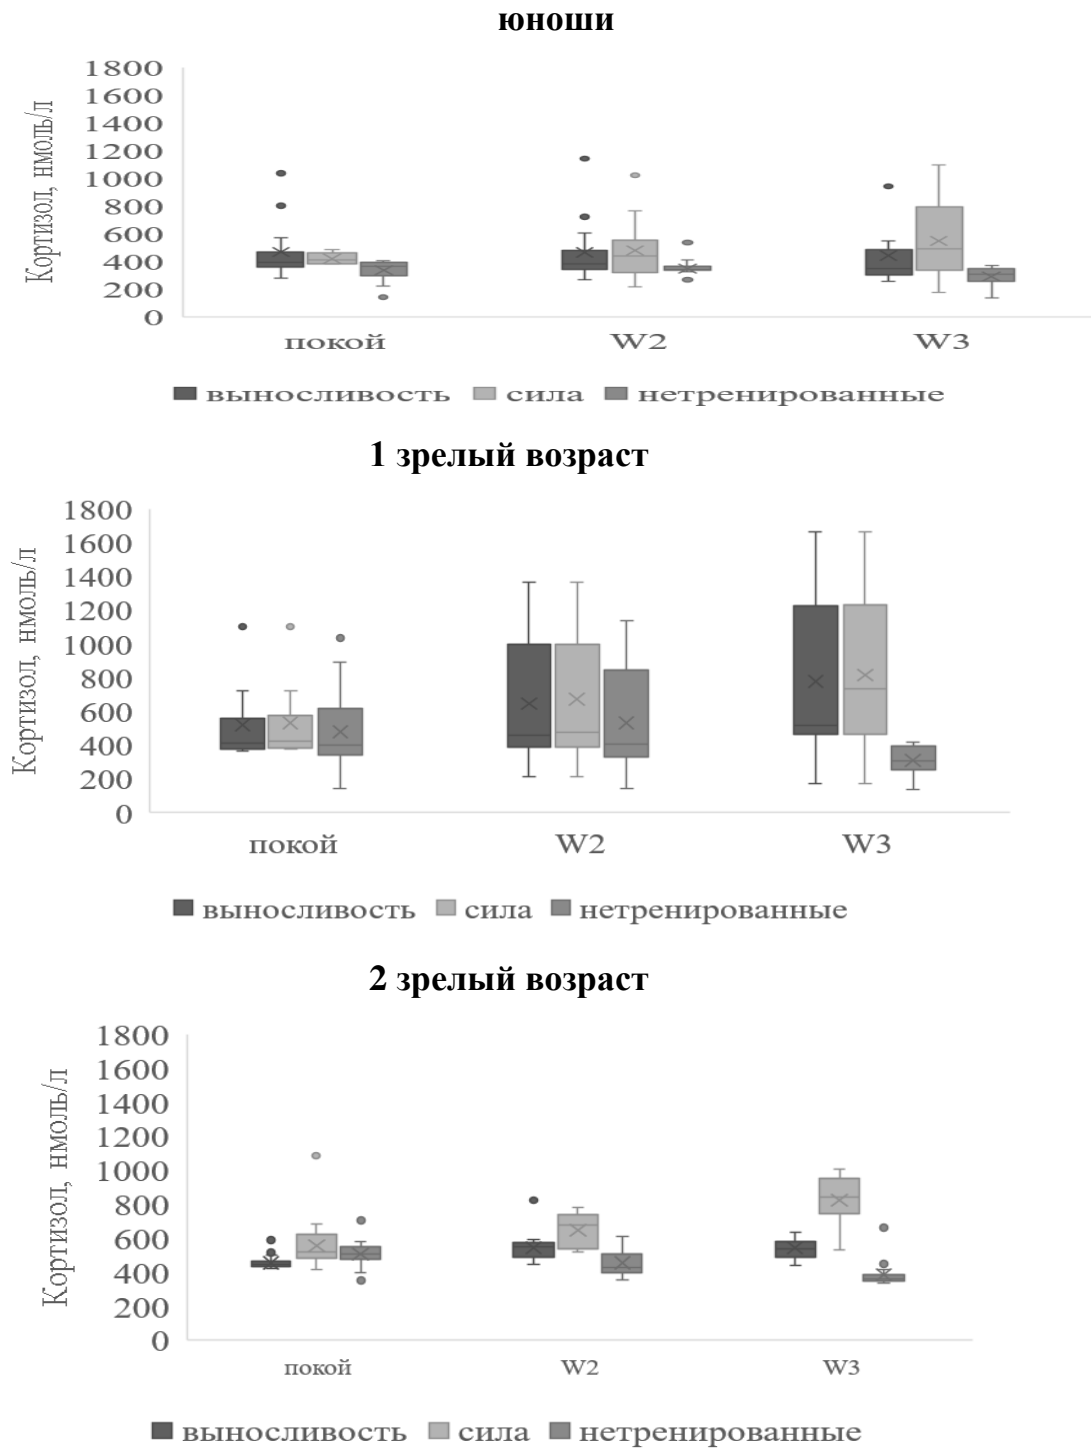 юноши
Кортизол, нмоль/л
1800
1600
1400
1200
1000
800
600
400
200
0
покой W2 W3
выносливость сила нетренированные
1 зрелый возраст
Кортизол, нмоль/л
1800
1600
1400
1200
1000
800
600
400
200
0
покой W2 W3
выносливость сила нетренированные
2 зрелый возраст
Кортизол, нмоль/л
1800
1600
1400
1200
1000
800
600
400
200
0
покой W2 W3
выносливость сила нетренированные